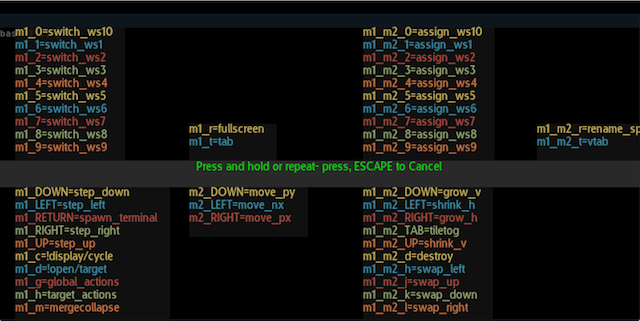 bas
m1_0=switch_ws10
m1_1=switch_ws1
m1_2=switch_ws2
m1_3=switch_ws3
m1_4=switch_ws4
m1_5=switch_ws5
m1_6=switch_ws6
m1_7=switch_ws7
m1_8=switch_ws8
m1_9=switch_ws9
m1_r=fullscreen
m1_t=tab
m1_m2_0=assign_ws10
m1_m2_1=assign_ws1
m1_m2_2=assign_ws2
m1_m2_3=assign_ws3
m1_m2_4=assign_ws4
m1_m2_5=assign_ws5
m1_m2_6=assign_ws6
m1_m2_7=assign_ws7
m1_m2_8=assign_ws8
m1_m2_9=assign_ws9
m1_m2_r=rename_sp
m1_m2_t=vtab
Press and hold or repeat- press, ESCAPE to Cancel
m1_DOWN=step_down
m1_LEFT=step_left
m1_RETURN=spawn_terminal
m1_RIGHT=step_right
m1_UP=step_up
m1_c=!display/cycle
m1_d=!open/target
m1_g=global_actions
m1_h=target_actions
m1_m=mergecollapse
m2_DOWN=move_py
m2_LEFT=move_nx
m2_RIGHT=move_px
m1_m2_DOWN=grow_v
m1_m2_LEFT=shrink_h
m1_m2_RIGHT=grow_h
m1_m2_TAB=tiletog
m1_m2_UP=shrink_v
m1_m2_d=destroy
m1_m2_h=swap_left
m1_m2_j=swap_up
m1_m2_k=swap_down
m1_m2_l=swap_right